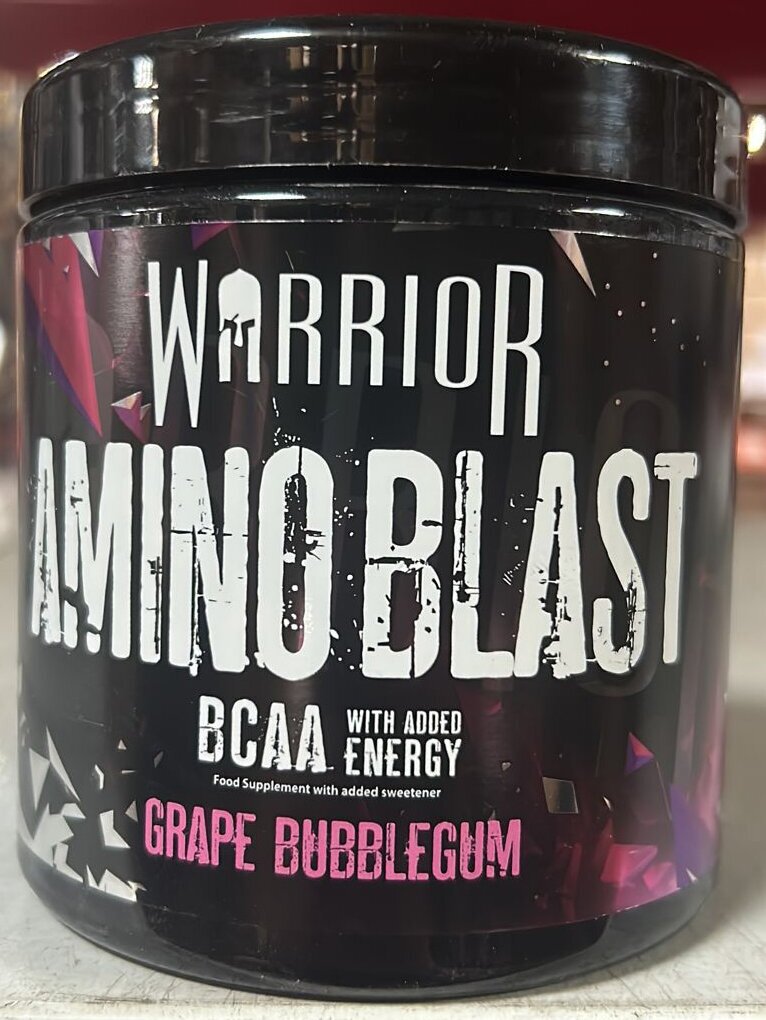 WARRIOR
AMINO BLAST
BCAA WITH ADDED ENERGY
Food Supplement with added sweetener
GRAPE BUBBLEGUM